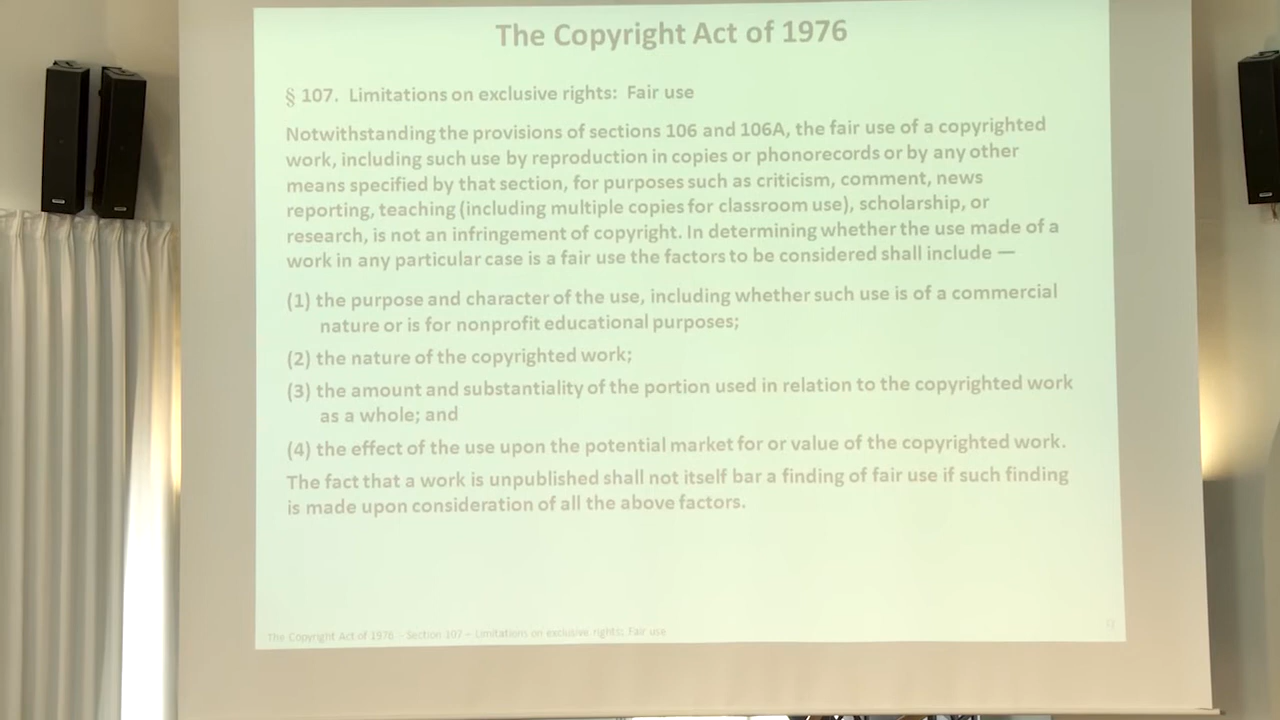 The Copyright Act of 1976
§ 107. Limitations on exclusive rights: Fair use
Notwithstanding the provisions of sections 106 and 106A, the fair use of a copyrighted
work, including such use by reproduction in copies or phonorecords or by any other
means specified by that section, for purposes such as criticism, comment, news
reporting, teaching (including multiple copies for classroom use), scholarship, or
research, is not an infringement of copyright. In determining whether the use made of a
work in any particular case is a fair use the factors to be considered shall include —
(1) the purpose and character of the use, including whether such use is of a commercial
nature or is for nonprofit educational purposes;
(2) the nature of the copyrighted work;
(3) the amount and substantiality of the portion used in relation to the copyrighted work
as a whole; and
(4) the effect of the use upon the potential market for or value of the copyrighted work.
The fact that a work is unpublished shall not itself bar a finding of fair use if such finding
is made upon consideration of all the above factors.
The Copyright Act of 1976 - Section 107 – Limitations on exclusive rights: Fair use